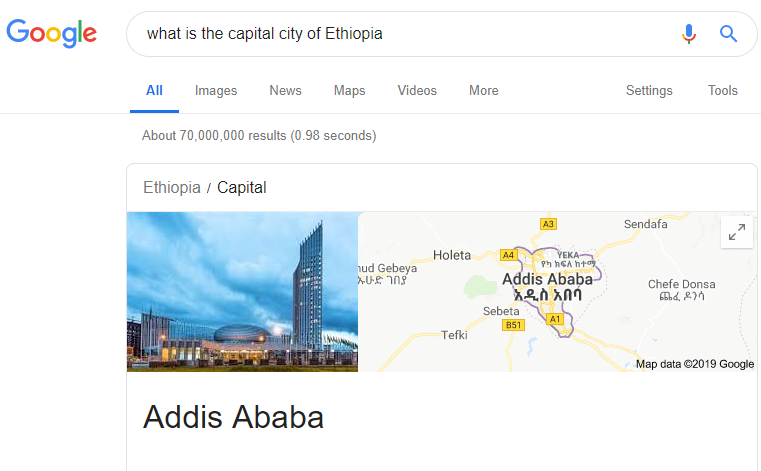 Google
what is the capital city of Ethiopia
All Images News Maps Videos More Settings Tools
About 70,000,000 results (0.98 seconds)
Ethiopia / Capital
A3
Sendafa
Holeta
A4
YEKA
የካ ክፍለ ከተማ
ud Gebeya
ኡሁድ ገበያ
Addis Ababa
አዲስ አበባ
Chefe Donsa
ጨፌ ዶንሳ
Sebeta
B51
A1
Tefki
Map data ©2019 Google
Addis Ababa